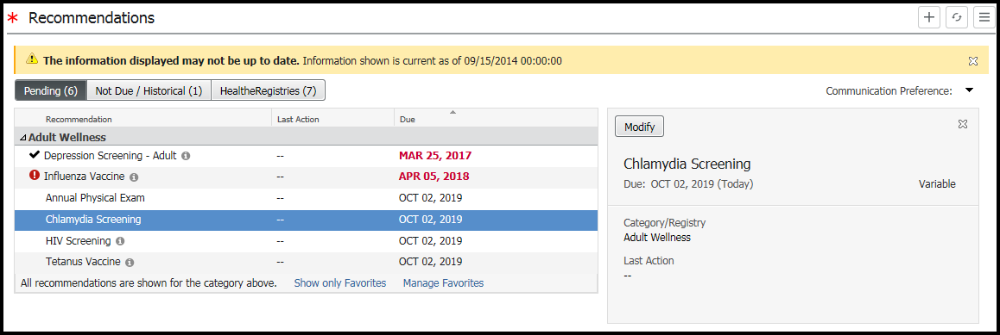 Recommendations
The information displayed may not be up to date. Information shown is current as of 09/15/2014 00:00:00
Pending (6) Not Due / Historical (1) HealtheRegistries (7) Communication Preference:
Recommendation Last Action Due
Adult Wellness
Depression Screening - Adult -- MAR 25, 2017
Influenza Vaccine -- APR 05, 2018
Annual Physical Exam -- OCT 02, 2019
Chlamydia Screening -- OCT 02, 2019
HIV Screening -- OCT 02, 2019
Tetanus Vaccine -- OCT 02, 2019
All recommendations are shown for the category above. Show only Favorites Manage Favorites
Modify
Chlamydia Screening
Due: OCT 02, 2019 (Today) Variable
Category/Registry
Adult Wellness
Last Action
--